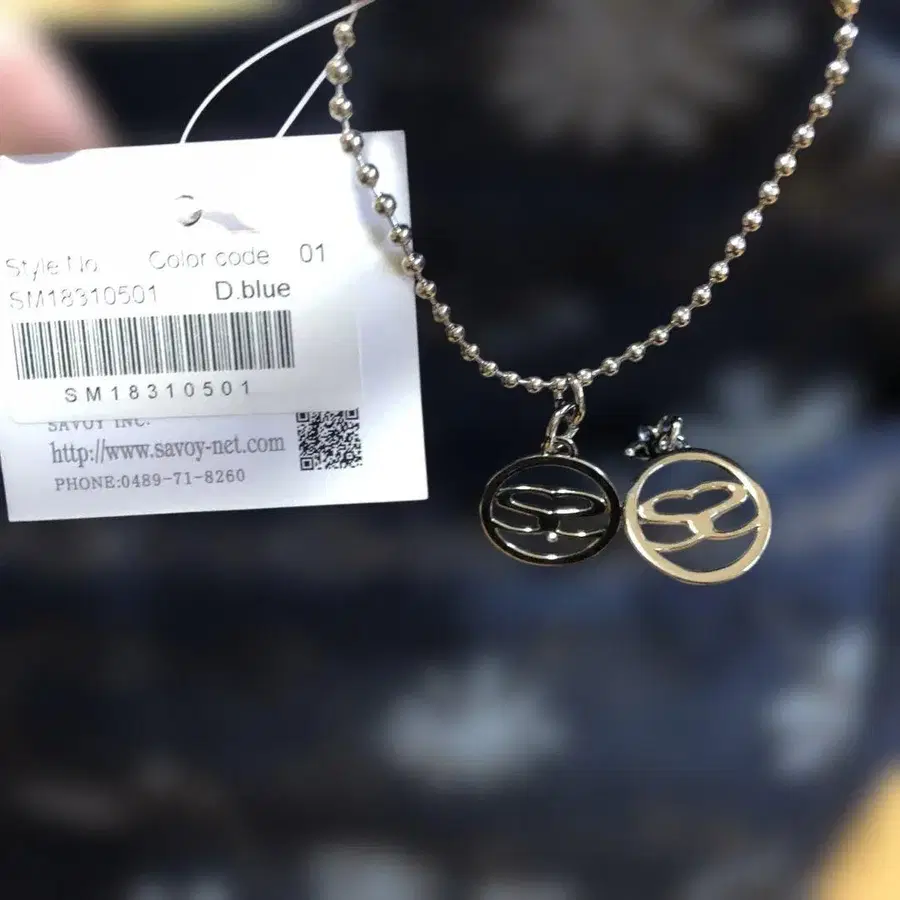 Style No Color code 01
SM18310501 D.blue
SM18310501
SAVOY INC.
http://www.savoy-net.com
PHONE:0489-71-8260